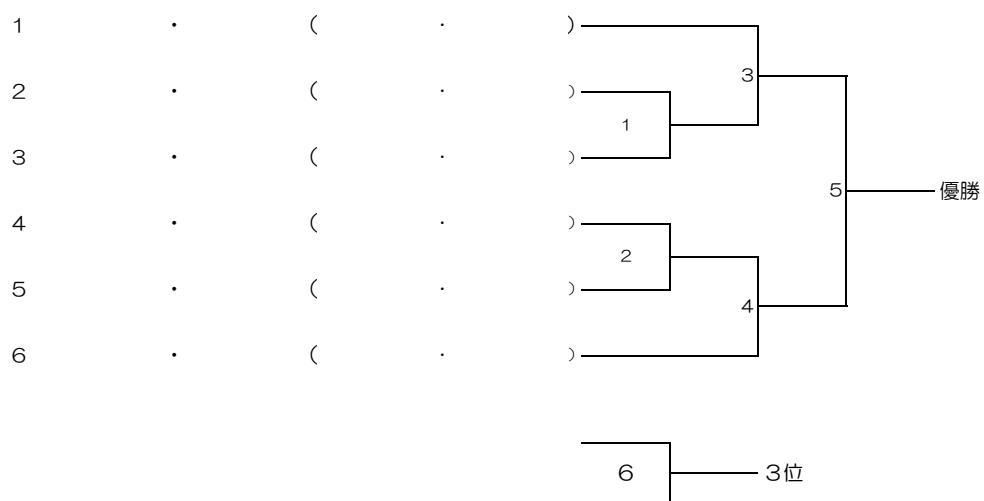 １ ・ （ ・ ）
３
２ ・ （ ・ ）
１
３ ・ （ ・ ）
５ 優勝
４ ・ （ ・ ）
２
５ ・ （ ・ ）
４
６ ・ （ ・ ）
６ ３位